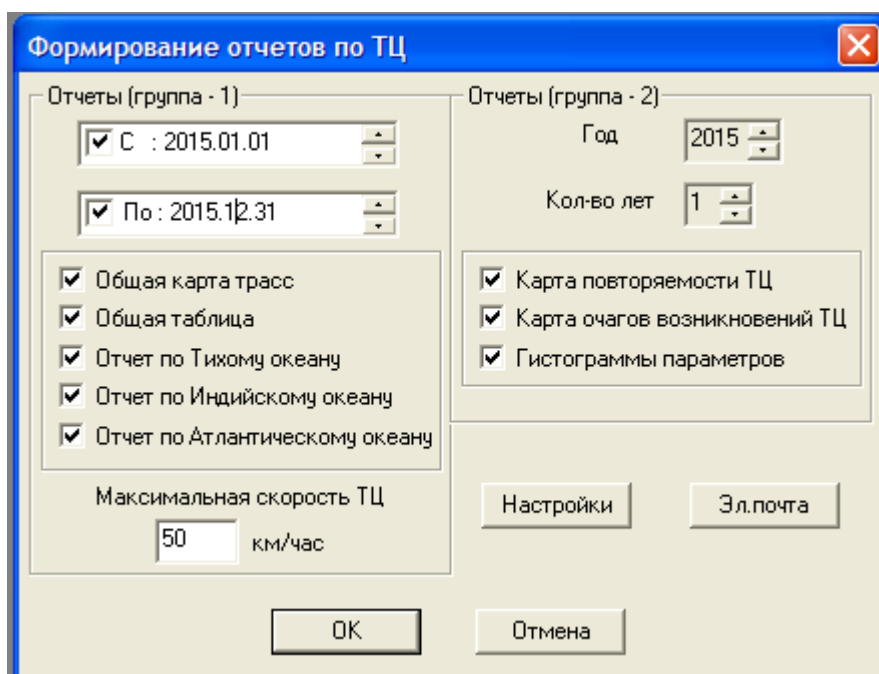 Формирование отчетов по ТЦ
Отчеты (группа - 1)
С : 2015.01.01
По : 2015.12.31
Общая карта трасс
Общая таблица
Отчет по Тихому океану
Отчет по Индийскому океану
Отчет по Атлантическому океану
Максимальная скорость ТЦ
50 км/час
Отчеты (группа - 2)
Год 2015
Кол-во лет 1
Карта повторяемости ТЦ
Карта очагов возникновений ТЦ
Гистограммы параметров
Настройки Эл.почта
OK Отмена